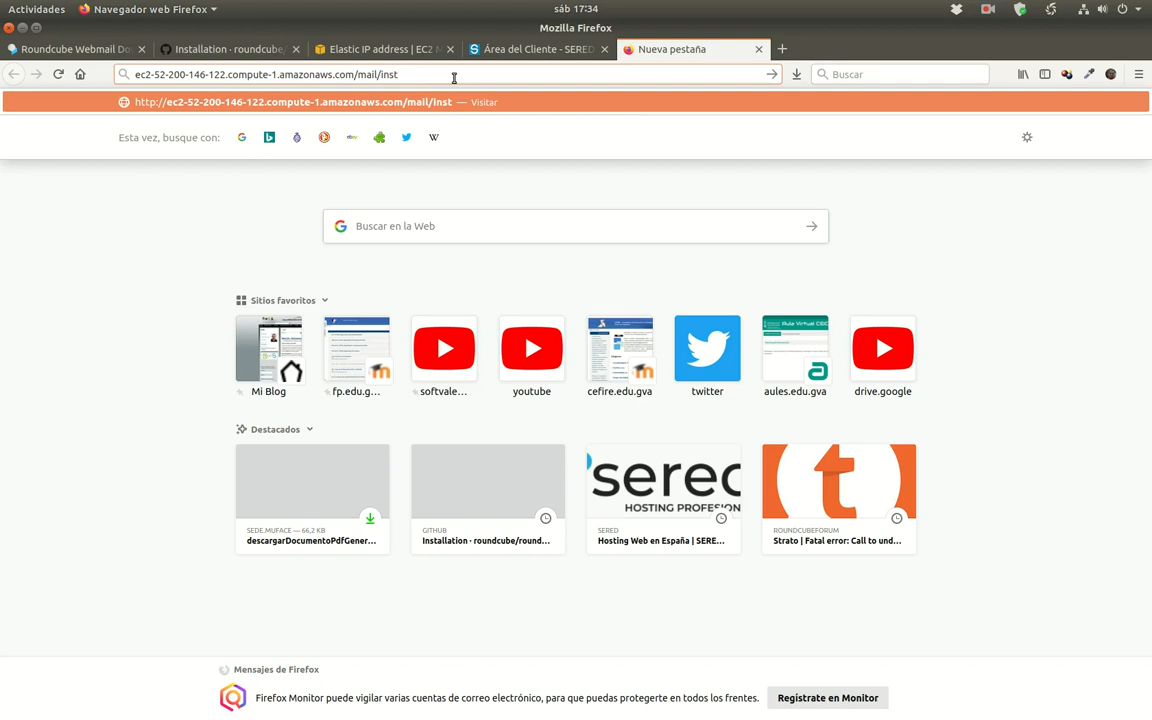 Actividades Navegador web Firefox sáb 17:34
Mozilla Firefox
Roundcube Webmail Do Installation · roundcube/ Elastic IP address | EC2 M Área del Cliente - SERED Nueva pestaña
ec2-52-200-146-122.compute-1.amazonaws.com/mail/inst Buscar
http://ec2-52-200-146-122.compute-1.amazonaws.com/mail/inst — Visitar
Esta vez, busque con:
Buscar en la Web
Sitios favoritos
Mi Blog fp.edu.g... softvale... youtube cefire.edu.gva twitter aules.edu.gva drive.google
Destacados
sered
HOSTING PROFESION
SEDE.MUFACE — 66,2 KB GITHUB SERED ROUNDCUBEFORUM
descargarDocumentoPdfGener... Installation · roundcube/round... Hosting Web en España | SERE... Strato | Fatal error: Call to und...
Mensajes de Firefox
Firefox Monitor puede vigilar varias cuentas de correo electrónico, para que puedas protegerte en todos los frentes. Regístrate en Monitor